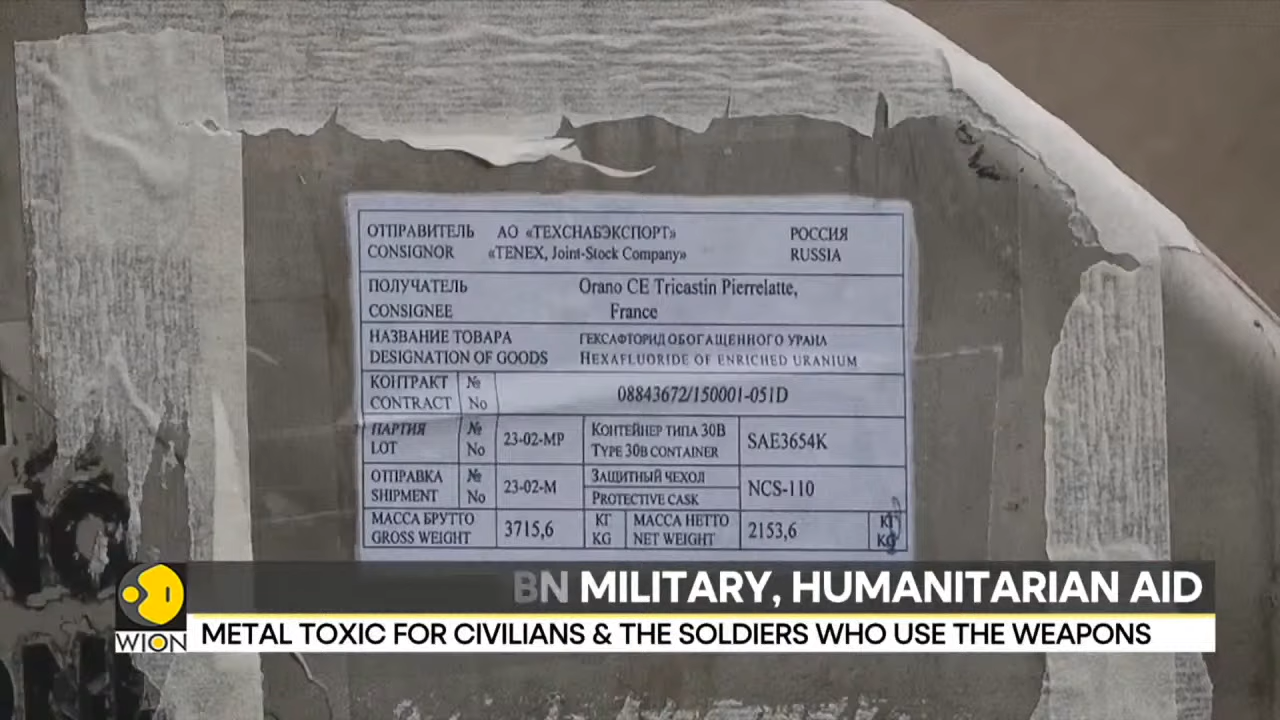 ОТПРАВИТЕЛЬ АО «ТЕХСНАБЭКСПОРТ» РОССИЯ
CONSIGNOR «TENEX, Joint-Stock Company» RUSSIA
ПОЛУЧАТЕЛЬ Orano CE Tricastin Pierrelatte,
CONSIGNEE France
НАЗВАНИЕ ТОВАРА ГЕКСАФТОРИД ОБОГАЩЕННОГО УРАНА
DESIGNATION OF GOODS HEXAFLUORIDE OF ENRICHED URANIUM
КОНТРАКТ № 08843672/150001-051D
CONTRACT No
ПАРТИЯ № 23-02-МР КОНТЕЙНЕР ТИПА 30В SAE3654K
LOT No TYPE 30B CONTAINER
ОТПРАВКА № 23-02-М ЗАЩИТНЫЙ ЧЕХОЛ NCS-110
SHIPMENT No PROTECTIVE CASK
МАССА БРУТТО 3715,6 КГ МАССА НЕТТО 2153,6 КГ
GROSS WEIGHT KG NET WEIGHT KG
BN MILITARY, HUMANITARIAN AID
WION METAL TOXIC FOR CIVILIANS & THE SOLDIERS WHO USE THE WEAPONS